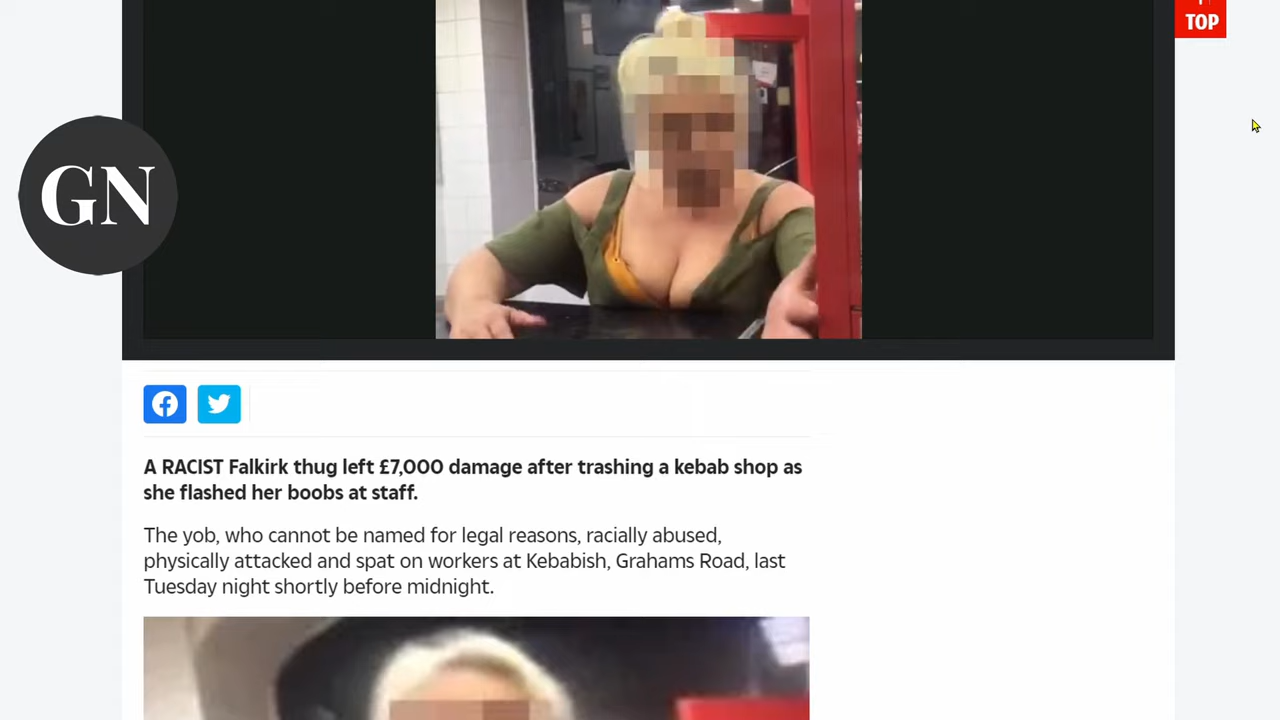 TOP
GN
A RACIST Falkirk thug left £7,000 damage after trashing a kebab shop as
she flashed her boobs at staff.
The yob, who cannot be named for legal reasons, racially abused,
physically attacked and spat on workers at Kebabish, Grahams Road, last
Tuesday night shortly before midnight.